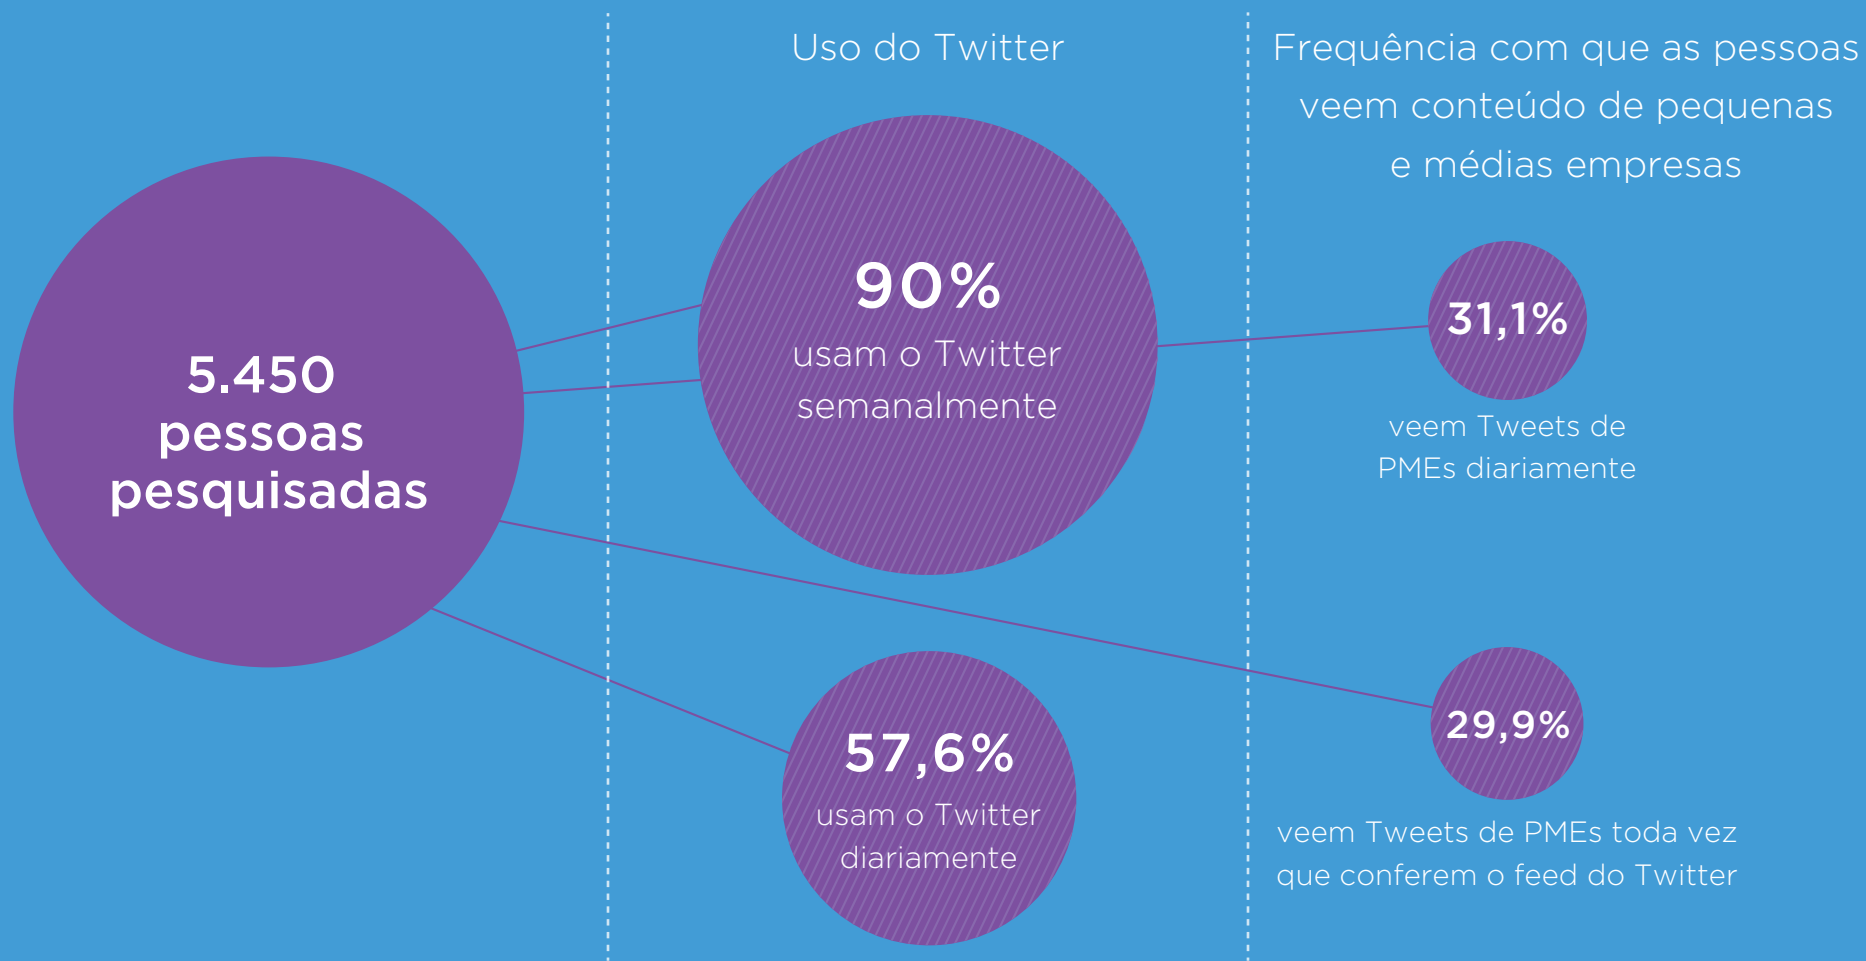 5.450
pessoas
pesquisadas
Uso do Twitter
90%
usam o Twitter
semanalmente
57,6%
usam o Twitter
diariamente
Frequência com que as pessoas
veem conteúdo de pequenas
e médias empresas
31,1%
veem Tweets de
PMEs diariamente
29,9%
veem Tweets de PMEs toda vez
que conferem o feed do Twitter